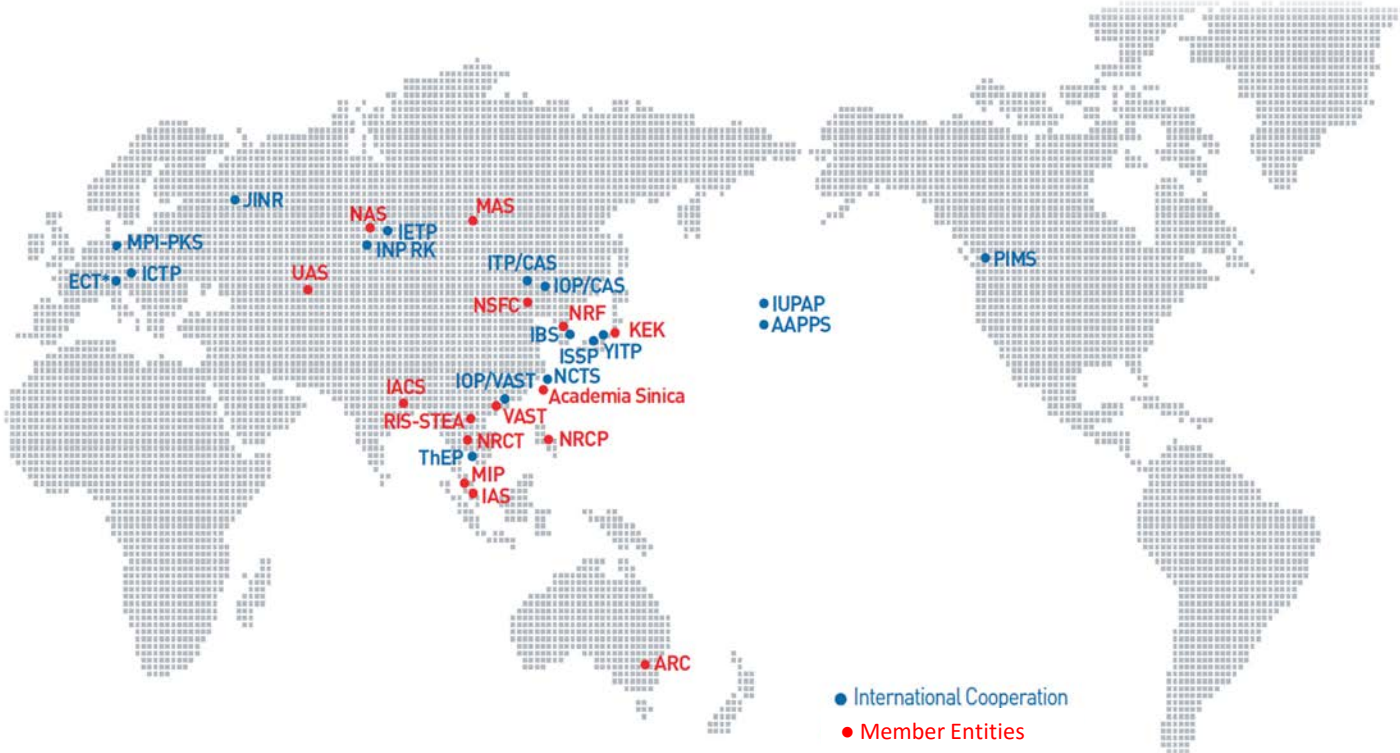 JINR
NAS
MAS
IETP
MPI-PKS
INP RK
PIMS
ITP/CAS
ICTP
UAS
ECT*
IOP/CAS
NSFC
IUPAP
NRF
AAPPS
IBS
KEK
ISSP
YITP
IOP/VAST
NCTS
IACS
Academia Sinica
RIS-STEA
VAST
NRCT
NRCP
ThEP
MIP
IAS
ARC
International Cooperation
Member Entities